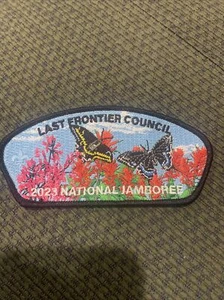 LAST FRONTIER COUNCIL
2023 NATIONAL JAMBOREE